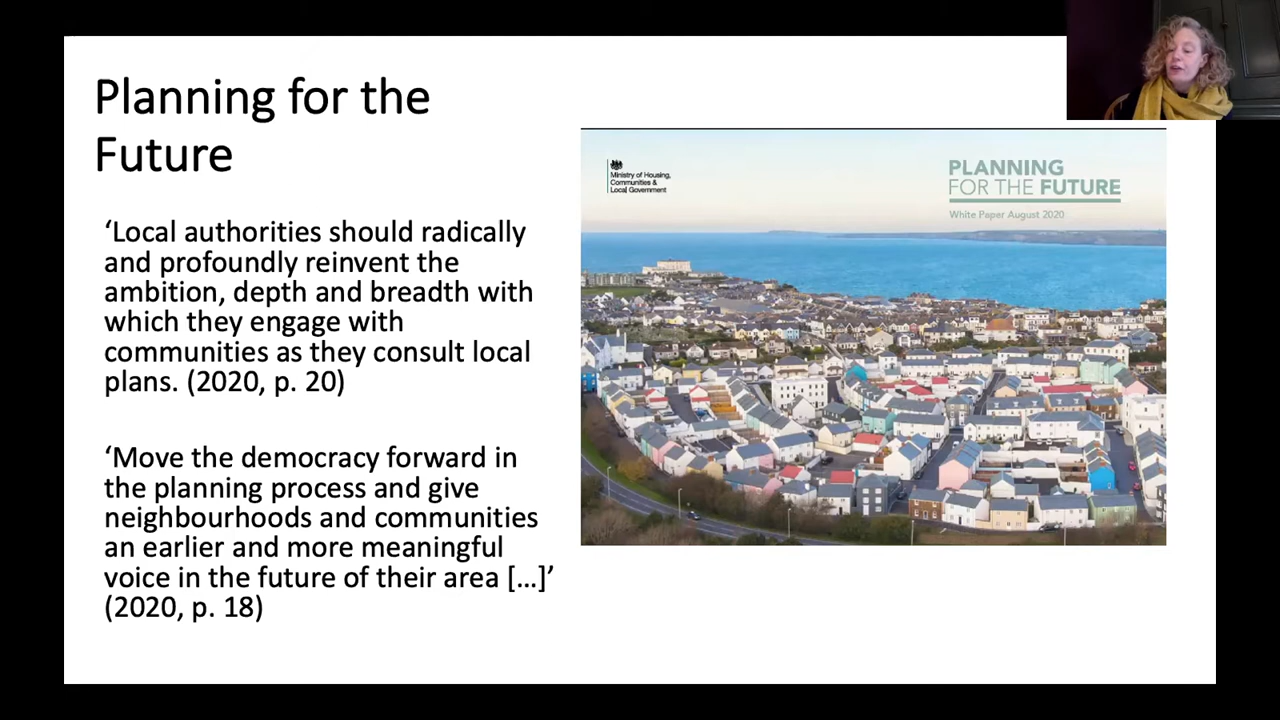 Planning for the
Future
‘Local authorities should radically
and profoundly reinvent the
ambition, depth and breadth with
which they engage with
communities as they consult local
plans. (2020, p. 20)
‘Move the democracy forward in
the planning process and give
neighbourhoods and communities
an earlier and more meaningful
voice in the future of their area […]’
(2020, p. 18)
Ministry of Housing,
Communities &
Local Government
PLANNING
FOR THE FUTURE
White Paper August 2020